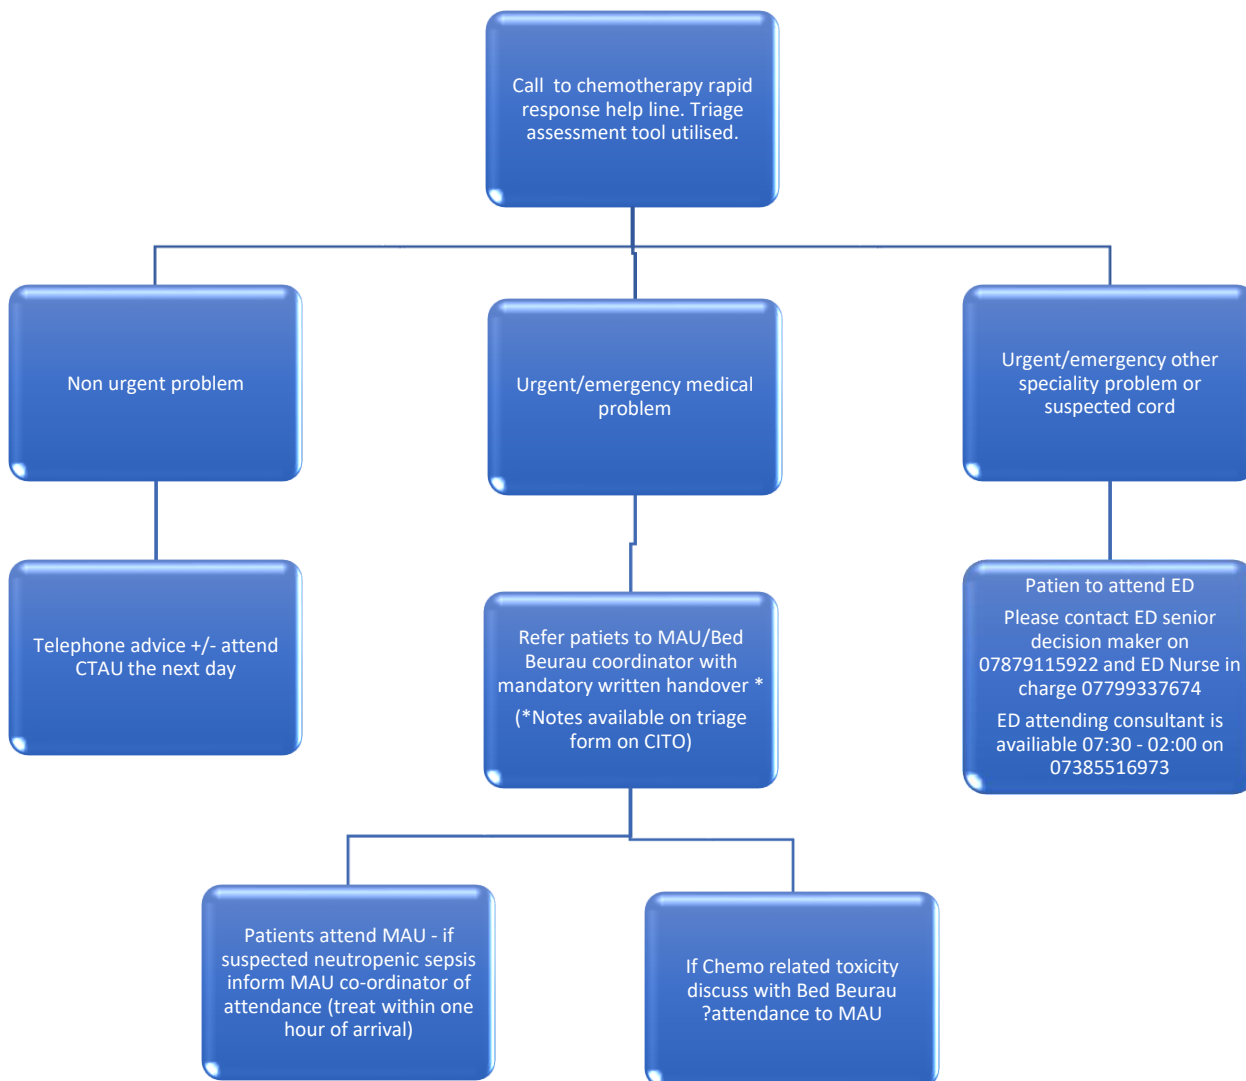 Call  to chemotherapy rapid
response help line. Triage
assessment tool utilised.
Non urgent problem
Urgent/emergency medical
problem
Urgent/emergency other
speciality problem or
suspected cord
Telephone advice +/- attend
CTAU the next day
Refer patiets to MAU/Bed
Beurau coordinator with
mandatory written handover *
(*Notes available on triage
form on CITO)
Patien to attend ED
Please contact ED senior
decision maker on
07879115922 and ED Nurse in
charge 07799337674
ED attending consultant is
availiable 07:30 - 02:00 on
07385516973
Patients attend MAU - if
suspected neutropenic sepsis
inform MAU co-ordinator of
attendance (treat within one
hour of arrival)
If Chemo related toxicity
discuss with Bed Beurau
?attendance to MAU